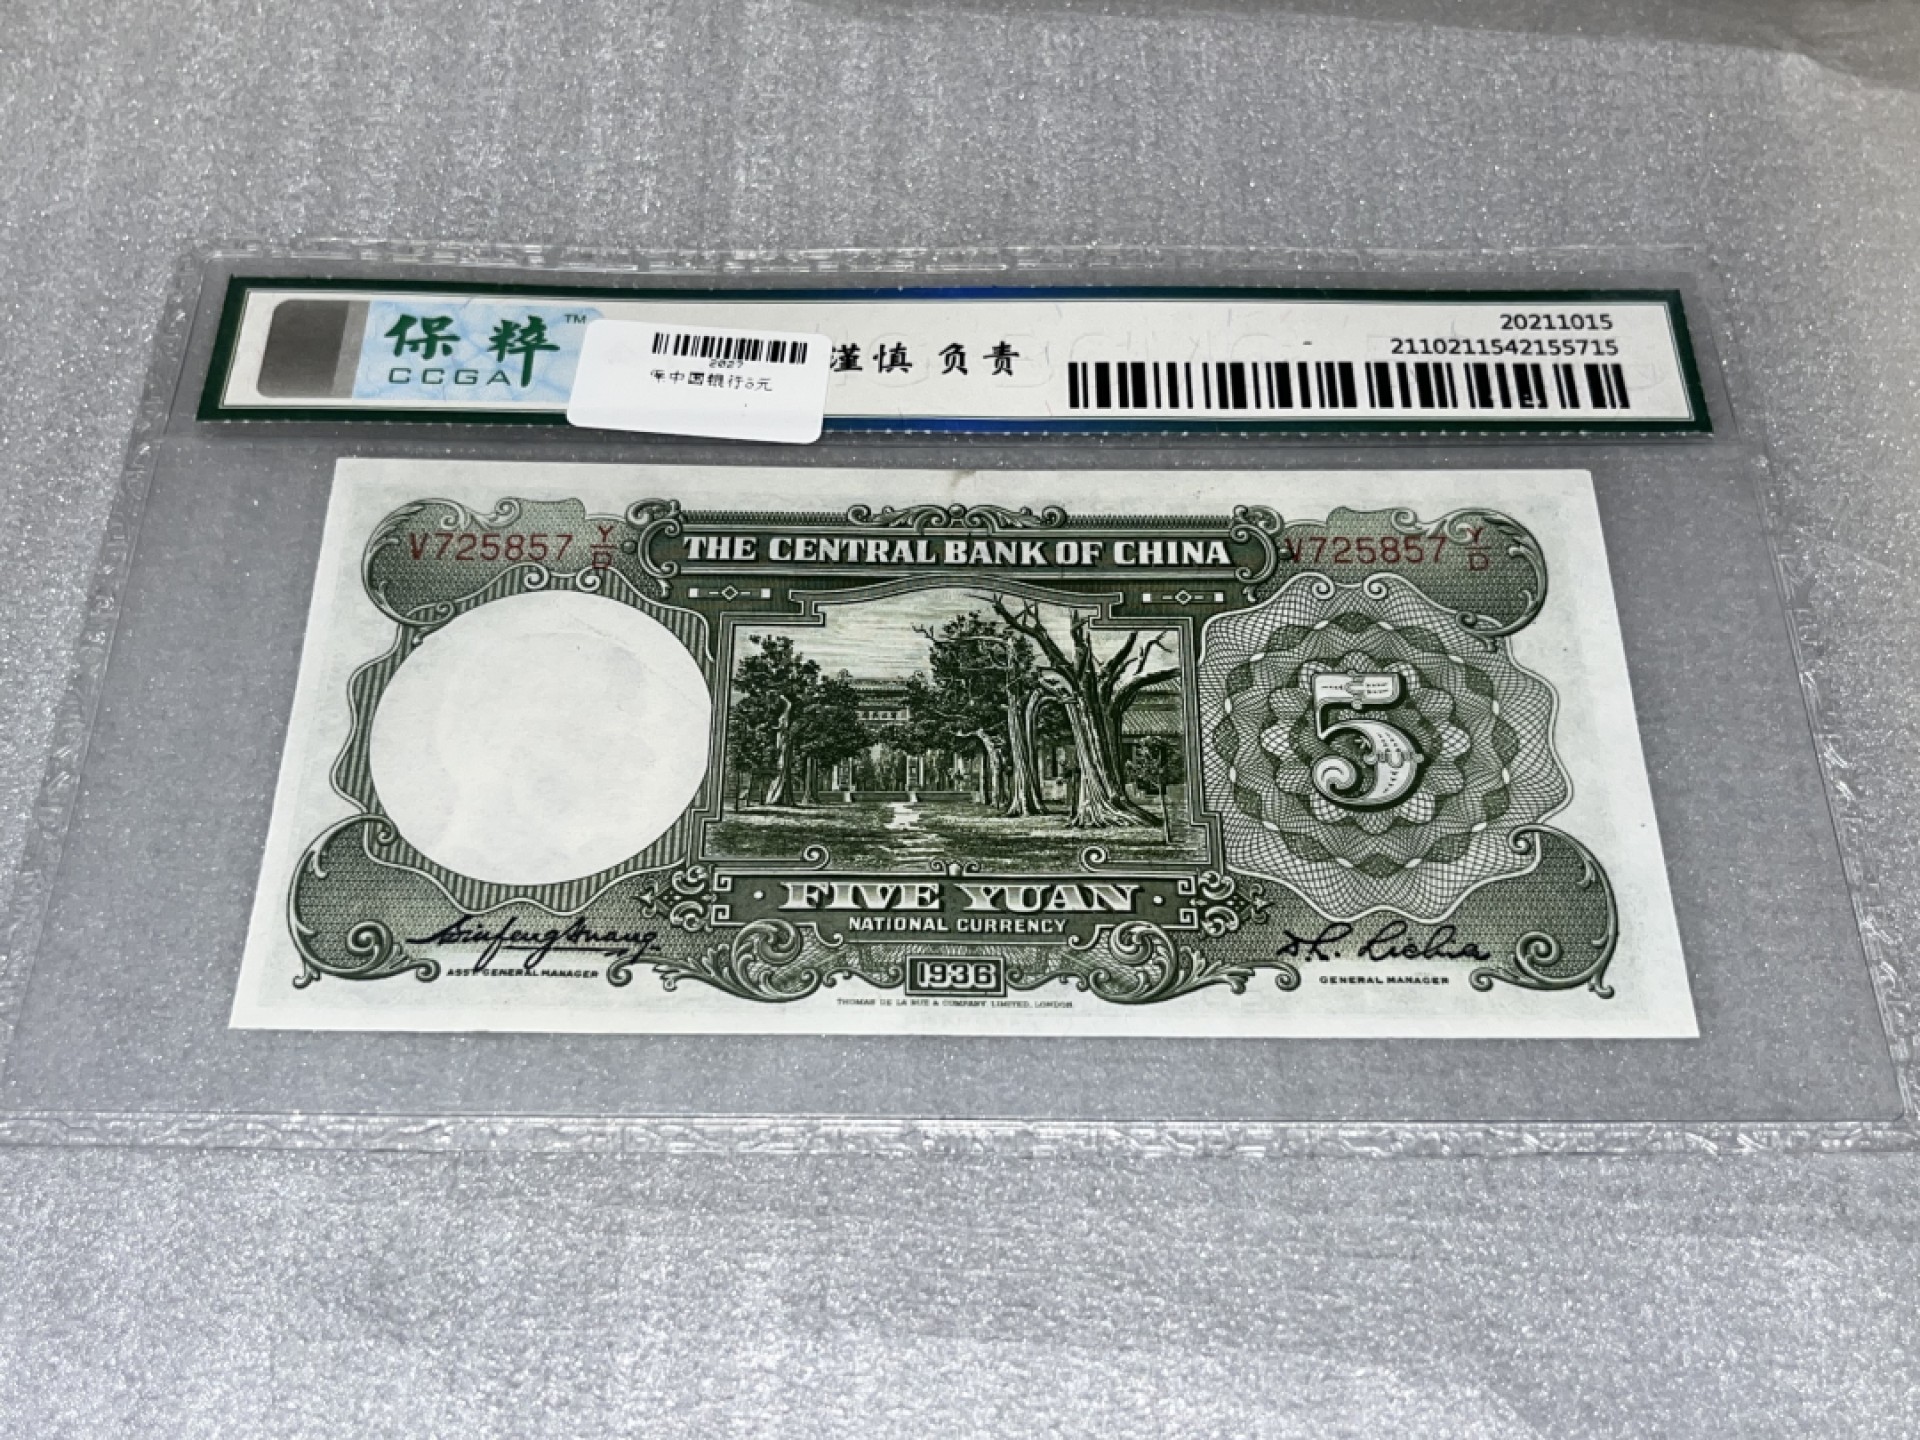 保粹 TM
CCGA
2027
保中国银行5元
谨慎 负责
20211015
2110211542155715
V725857 Y/D
THE CENTRAL BANK OF CHINA
V725857 Y/D
5
FIVE YUAN
NATIONAL CURRENCY
ASST GENERAL MANAGER
1936
GENERAL MANAGER
THOMAS DE LA RUE & COMPANY, LIMITED, LONDON.